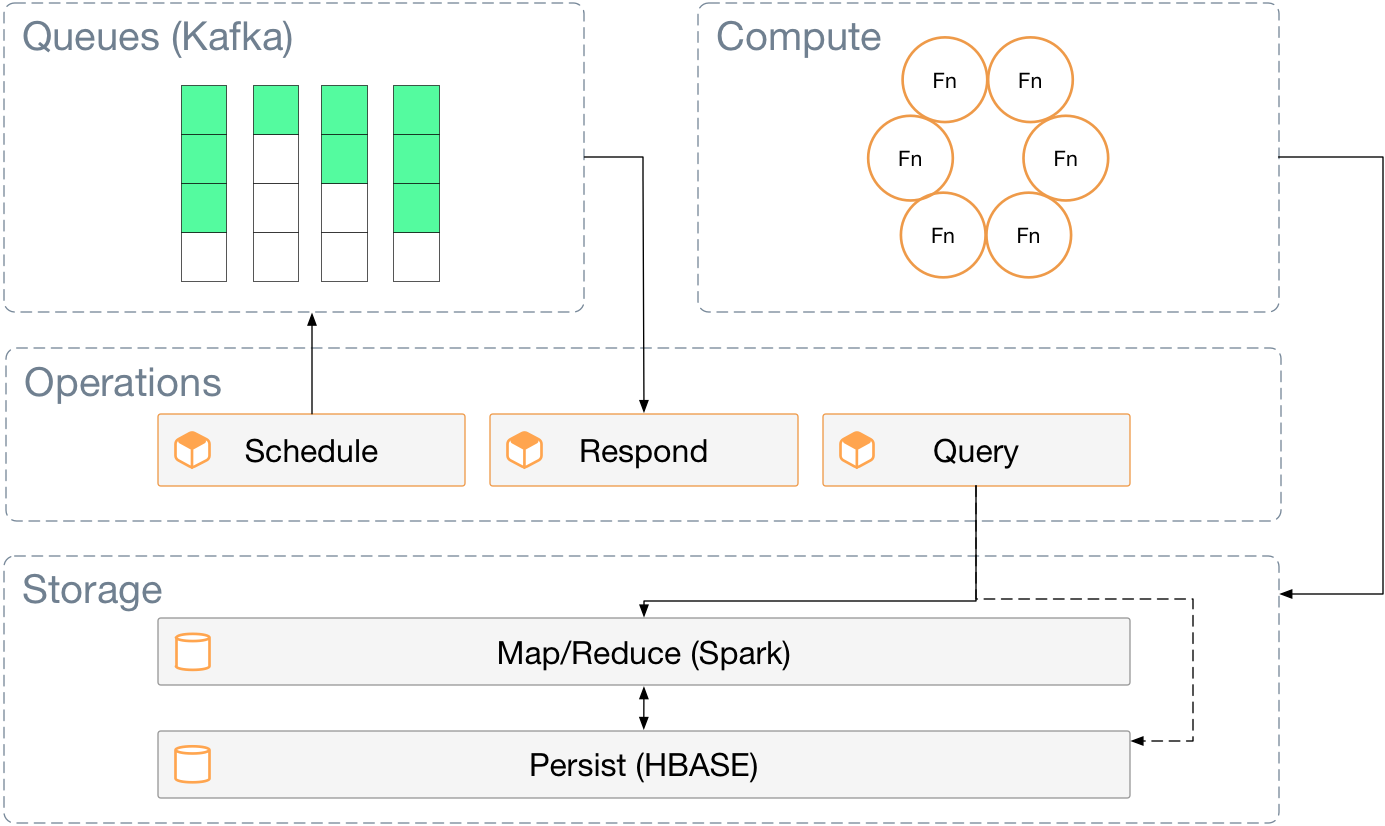 Queues (Kafka)
Compute
Fn
Fn
Fn
Fn
Fn
Fn
Operations
Schedule
Respond
Query
Storage
Map/Reduce (Spark)
Persist (HBASE)